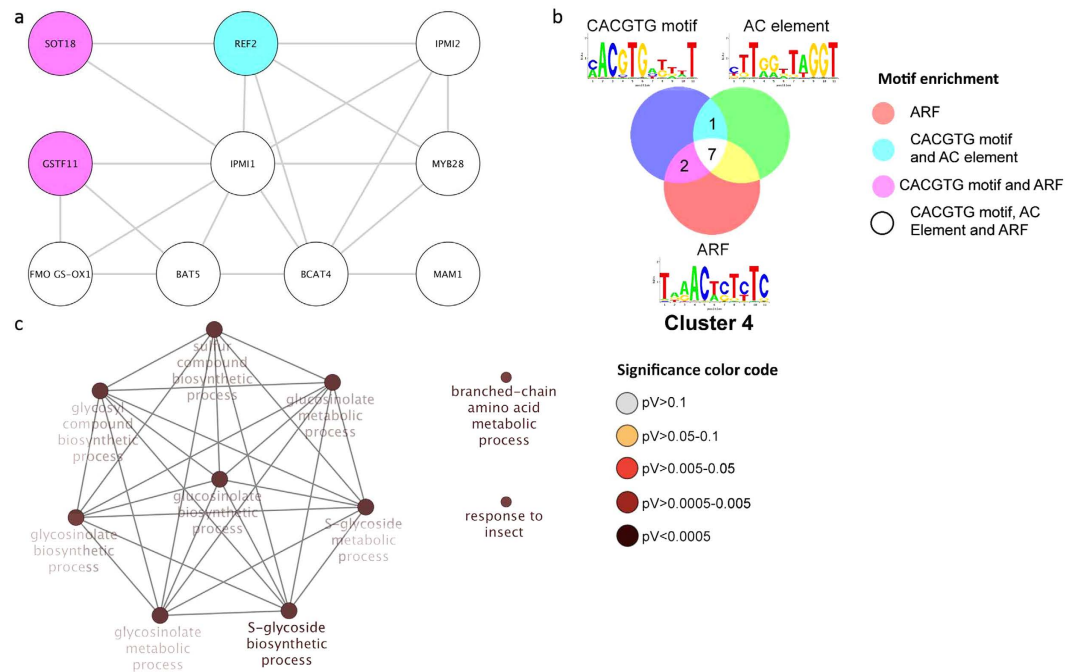 a
SOT18
REF2
IPMI2
GSTF11
IPMI1
MYB28
FMO GS-OX1
BAT5
BCAT4
MAM1
b
CACGTG motif
AC element
1
2
7
ARF
Cluster 4
Motif enrichment
ARF
CACGTG motif
and AC element
CACGTG motif and ARF
CACGTG motif, AC
Element and ARF
c
sulfur
compound
biosynthetic
process
glycosyl
compound
biosynthetic
process
glucosinolate
metabolic
process
glucosinolate
biosynthetic
process
glycosinolate
biosynthetic
process
S-glycoside
metabolic
process
glycosinolate
metabolic
process
S-glycoside
biosynthetic
process
branched-chain
amino acid
metabolic
process
response to
insect
Significance color code
pV>0.1
pV>0.05-0.1
pV>0.005-0.05
pV>0.0005-0.005
pV<0.0005